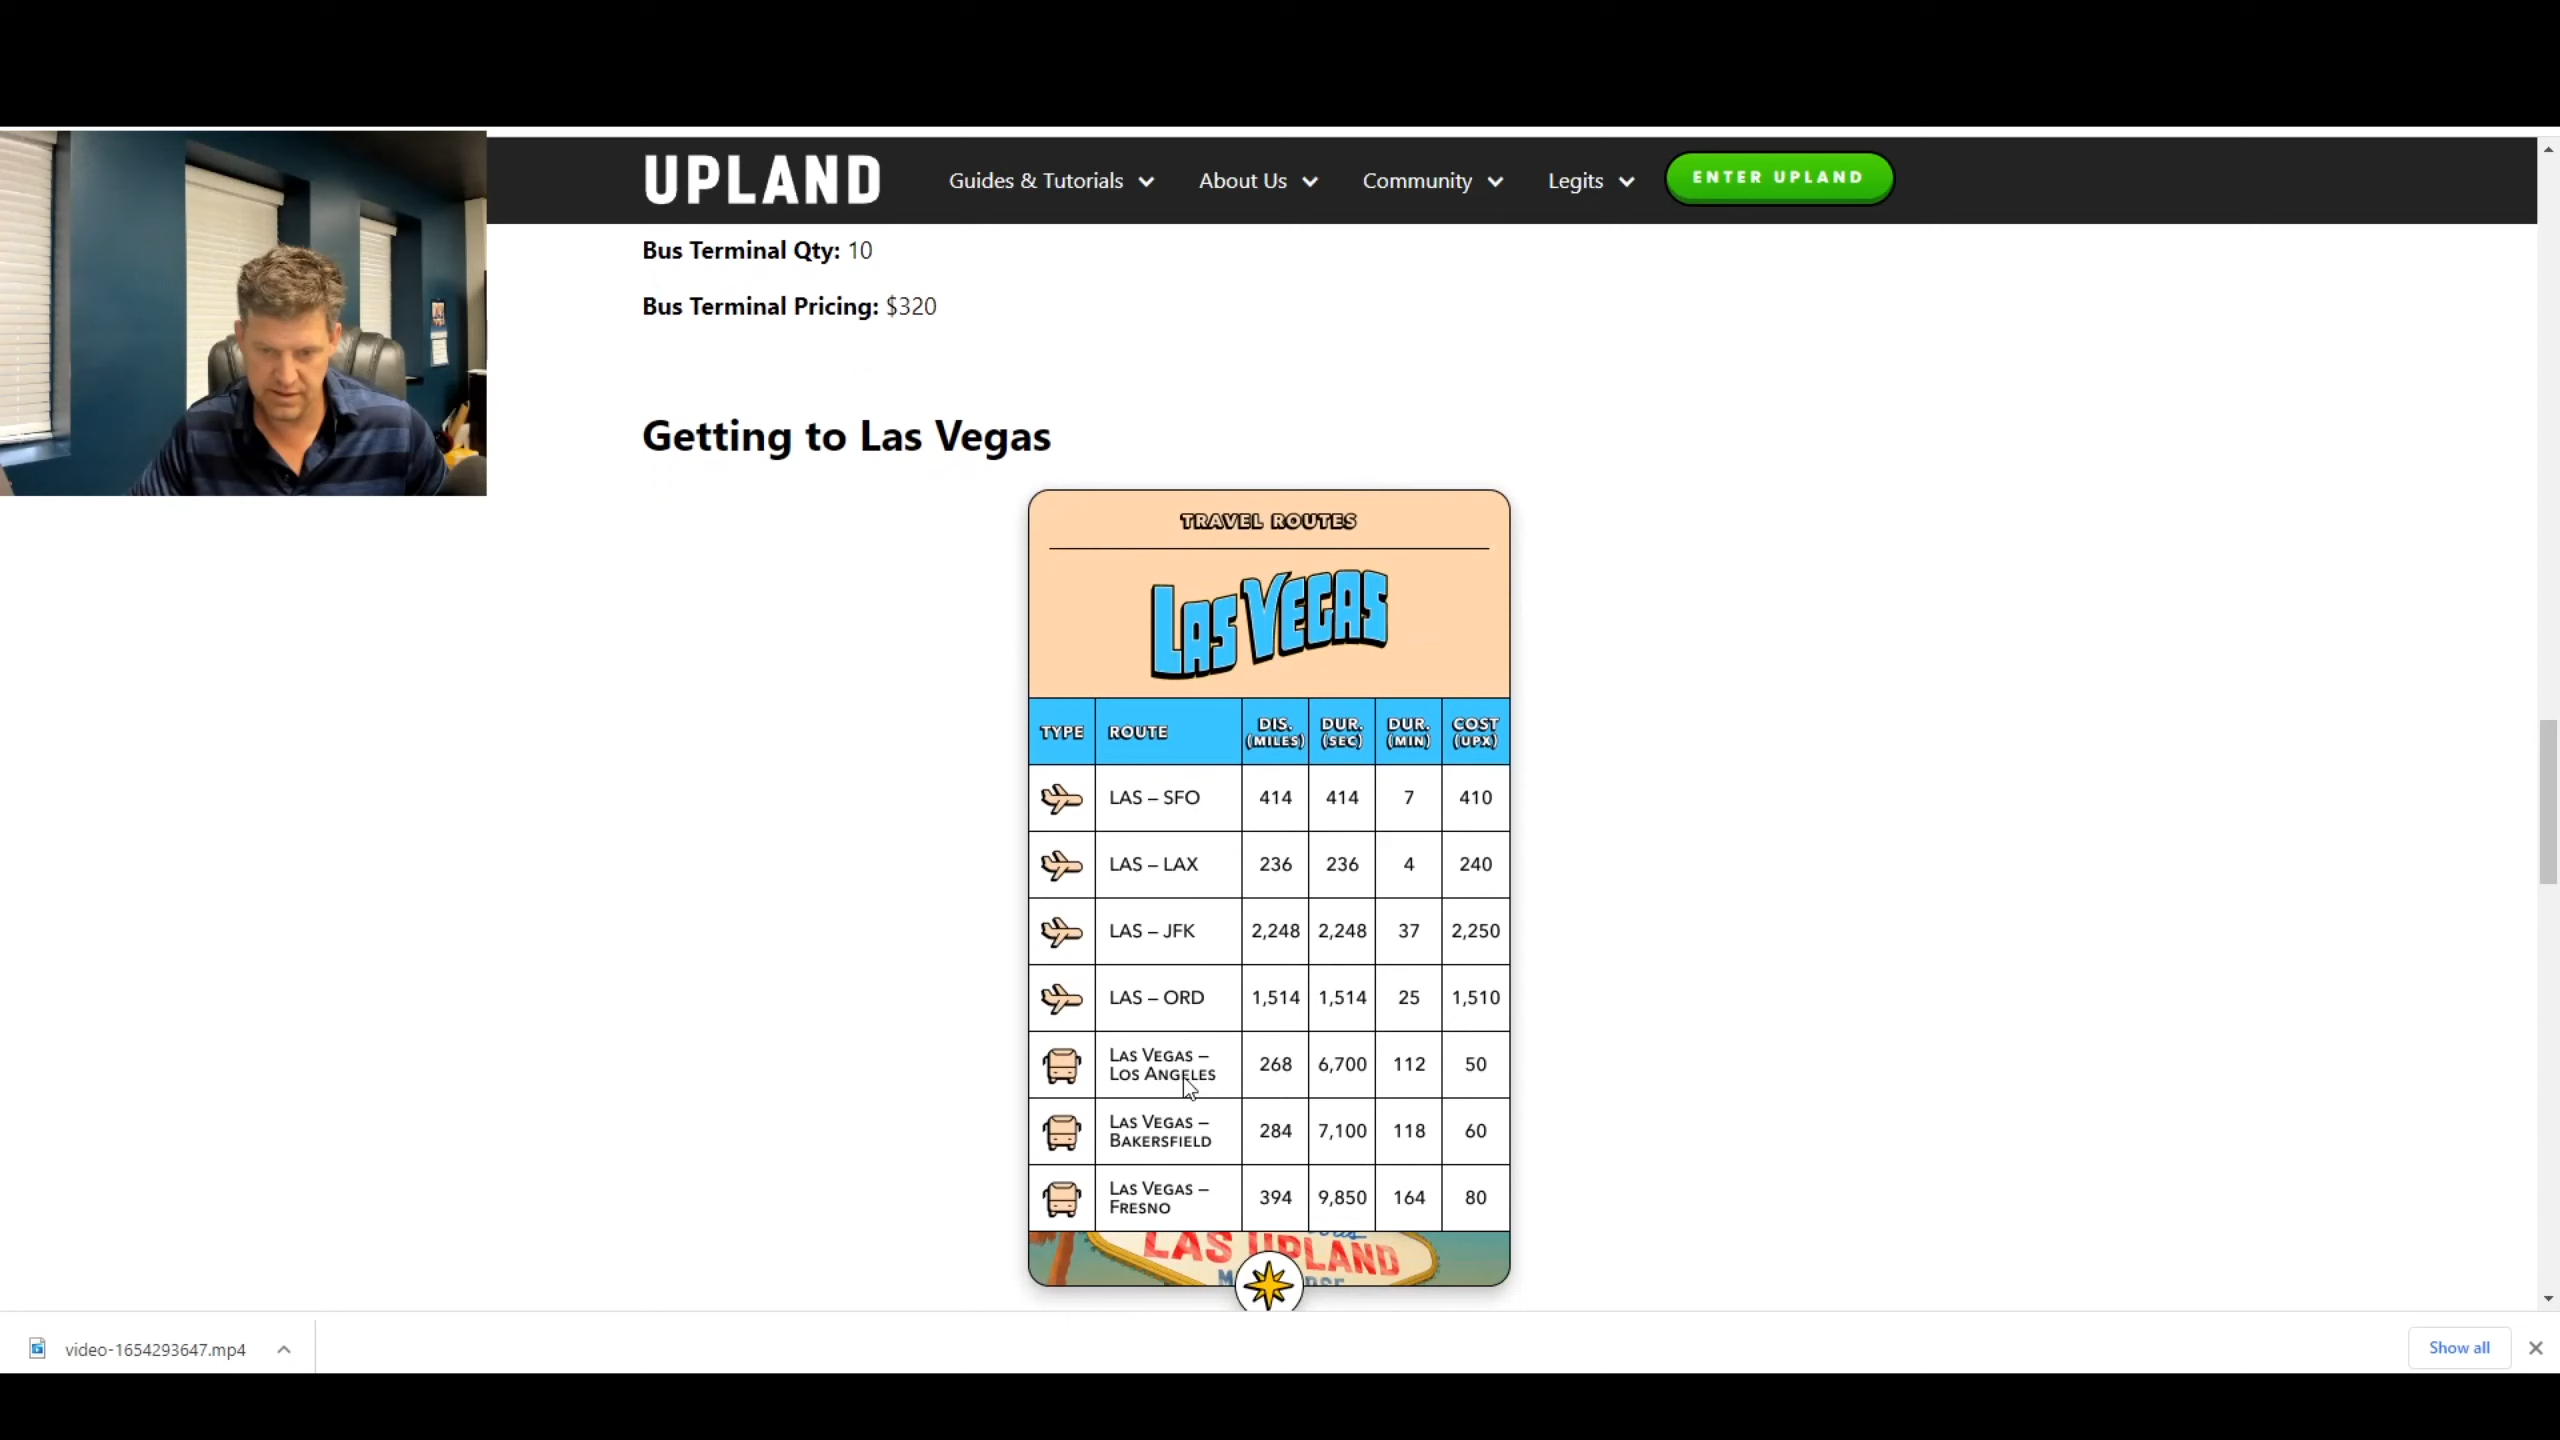 UPLAND
Guides & Tutorials
About Us
Community
Legits
ENTER UPLAND
Bus Terminal Qty: 10
Bus Terminal Pricing: $320
Getting to Las Vegas
TRAVEL ROUTES
LAS VEGAS
TYPE ROUTE DIS. (MILES) DUR. (SEC) DUR. (MIN) COST (UPX)
LAS – SFO 414 414 7 410
LAS – LAX 236 236 4 240
LAS – JFK 2,248 2,248 37 2,250
LAS – ORD 1,514 1,514 25 1,510
LAS VEGAS –
LOS ANGELES 268 6,700 112 50
LAS VEGAS –
BAKERSFIELD 284 7,100 118 60
LAS VEGAS –
FRESNO 394 9,850 164 80
LAS UPLAND
video-1654293647.mp4
Show all